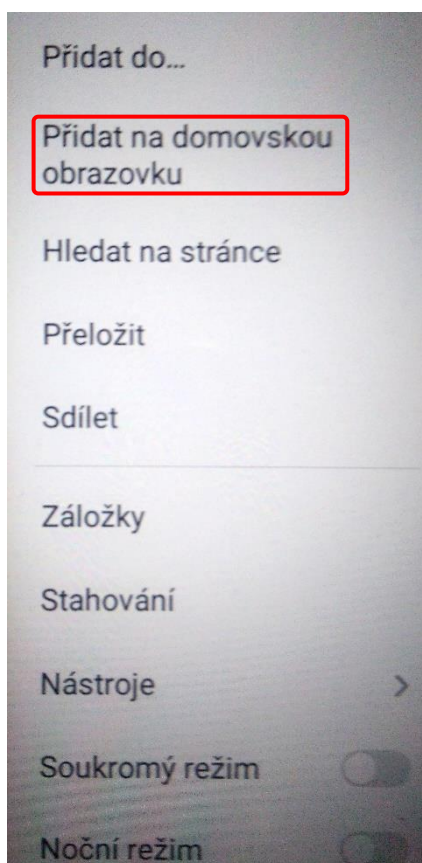 Přidat do...
Přidat na domovskou
obrazovku
Hledat na stránce
Přeložit
Sdílet
Záložky
Stahování
Nástroje
Soukromý režim
Noční režim